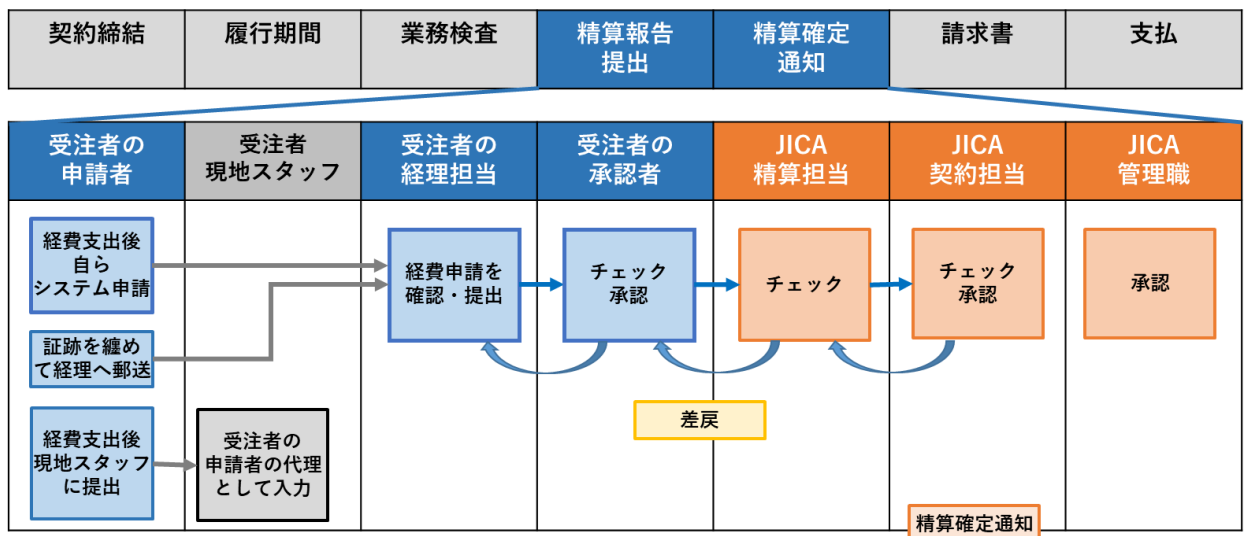 契約締結
履行期間
業務検査
精算報告
提出
精算確定
通知
請求書
支払
受注者の
申請者
受注者
現地スタッフ
受注者の
経理担当
受注者の
承認者
JICA
精算担当
JICA
契約担当
JICA
管理職
経費支出後
自ら
システム申請
証跡を纏め
て経理へ郵送
経費支出後
現地スタッフ
に提出
受注者の
申請者の代理
として入力
経費申請を
確認・提出
チェック
承認
チェック
チェック
承認
承認
差戻
精算確定通知